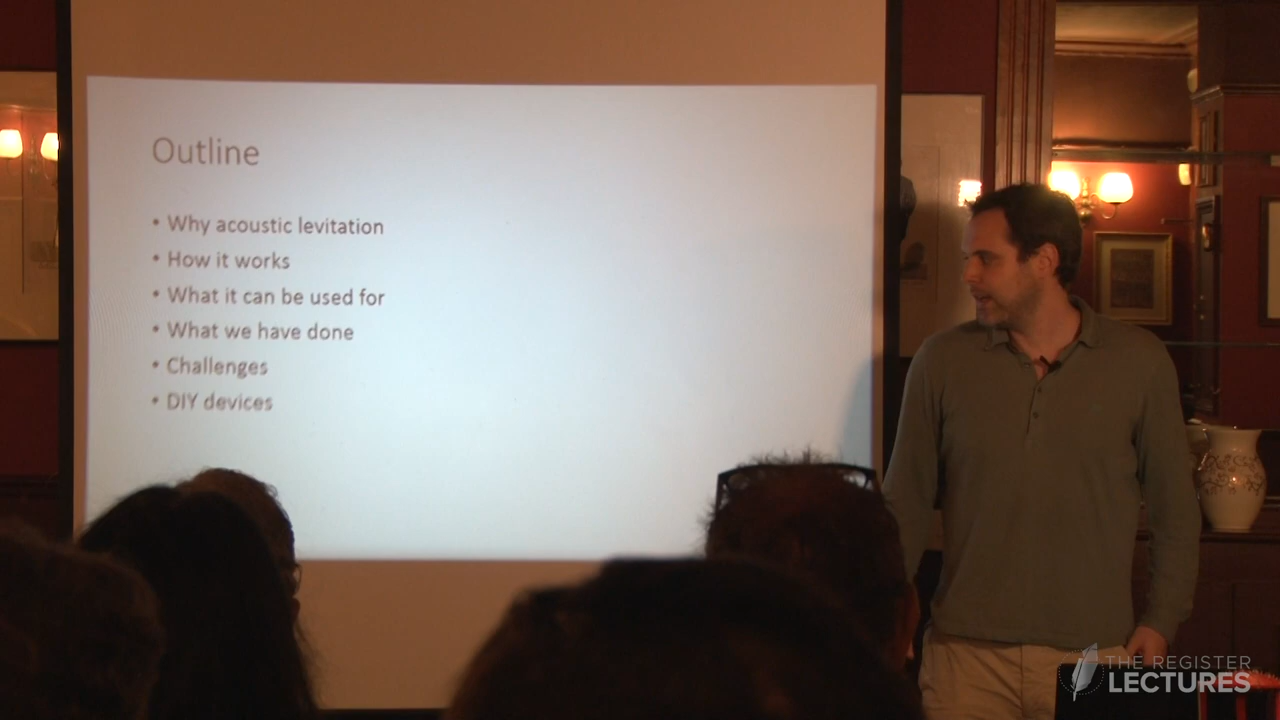 Outline
• Why acoustic levitation
• How it works
• What it can be used for
• What we have done
• Challenges
• DIY devices
THE REGISTER
LECTURES